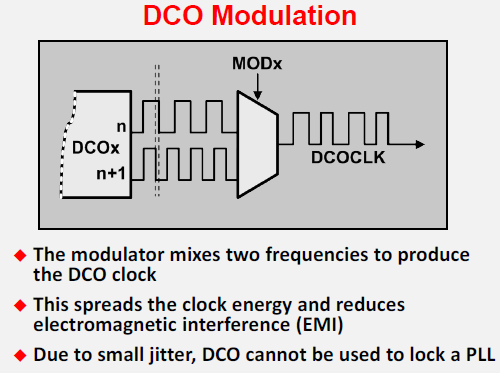 DCO Modulation
MODx
n
DCOx
n+1
DCOCLK
◆ The modulator mixes two frequencies to produce
the DCO clock
◆ This spreads the clock energy and reduces
electromagnetic interference (EMI)
◆ Due to small jitter, DCO cannot be used to lock a PLL